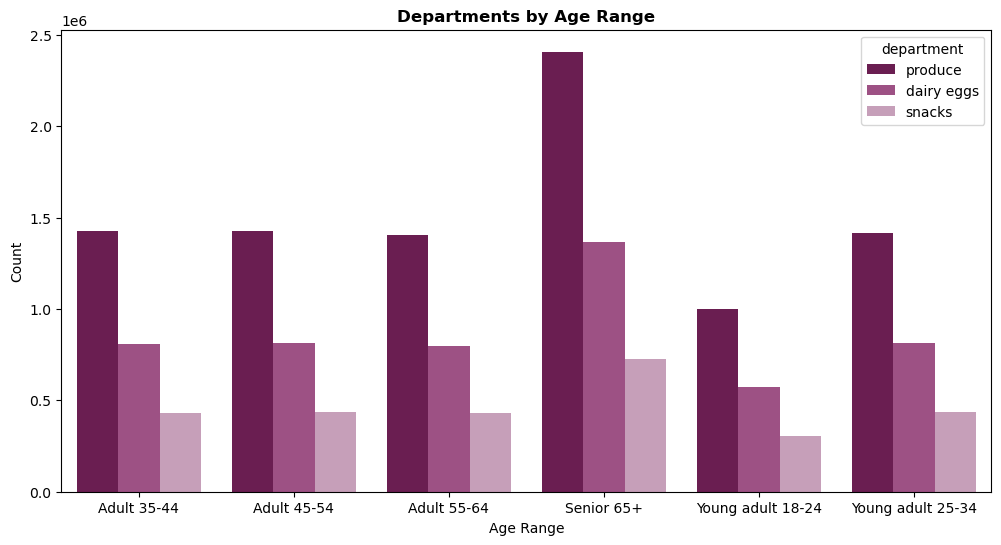 Departments by Age Range
1e6
2.5
2.0
1.5
1.0
0.5
0.0
Count
department
produce
dairy eggs
snacks
Adult 35-44
Adult 45-54
Adult 55-64
Senior 65+
Young adult 18-24
Young adult 25-34
Age Range